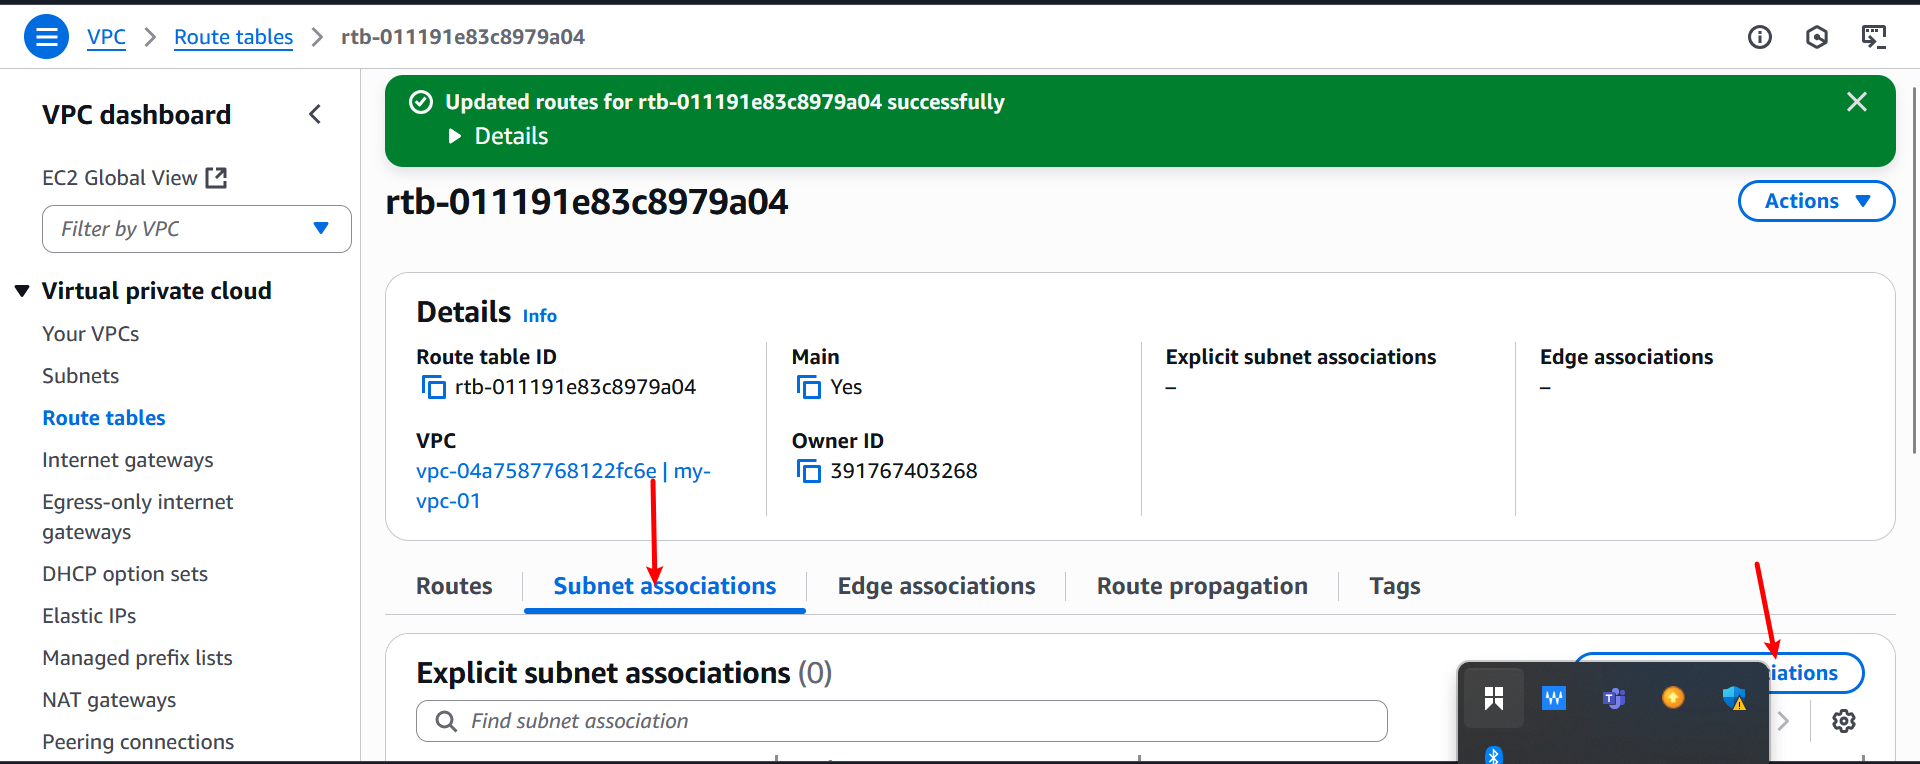 VPC
Route tables
rtb-011191e83c8979a04
VPC dashboard
EC2 Global View
Filter by VPC
Virtual private cloud
Your VPCs
Subnets
Route tables
Internet gateways
Egress-only internet
gateways
DHCP option sets
Elastic IPs
Managed prefix lists
NAT gateways
Peering connections
Updated routes for rtb-011191e83c8979a04 successfully
Details
rtb-011191e83c8979a04
Actions
Details Info
Route table ID
rtb-011191e83c8979a04
Main
Yes
Explicit subnet associations
–
Edge associations
–
VPC
vpc-04a7587768122fc6e | my-
vpc-01
Owner ID
391767403268
Routes
Subnet associations
Edge associations
Route propagation
Tags
Explicit subnet associations (0)
Find subnet association